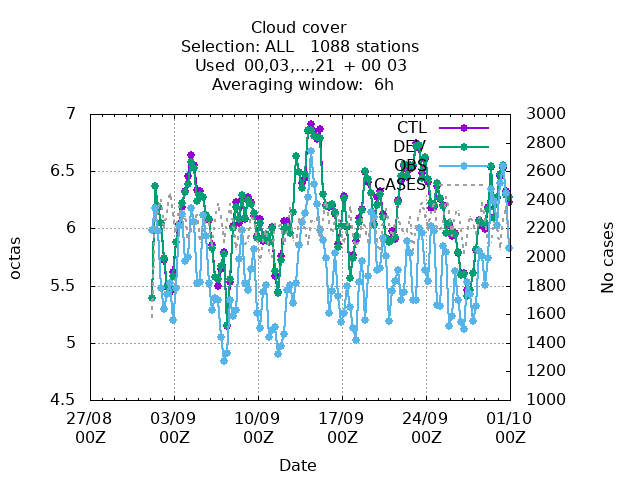 Cloud cover
Selection: ALL   1088 stations
Used  00,03,...,21  + 00 03
Averaging window:  6h
7
6.5
6
5.5
5
4.5
octas
3000
2800
2600
2400
2200
2000
1800
1600
1400
1200
1000
No cases
CTL
DEV
OBS
CASES
27/08 03/09 10/09 17/09 24/09 01/10
00Z 00Z 00Z 00Z 00Z 00Z
Date